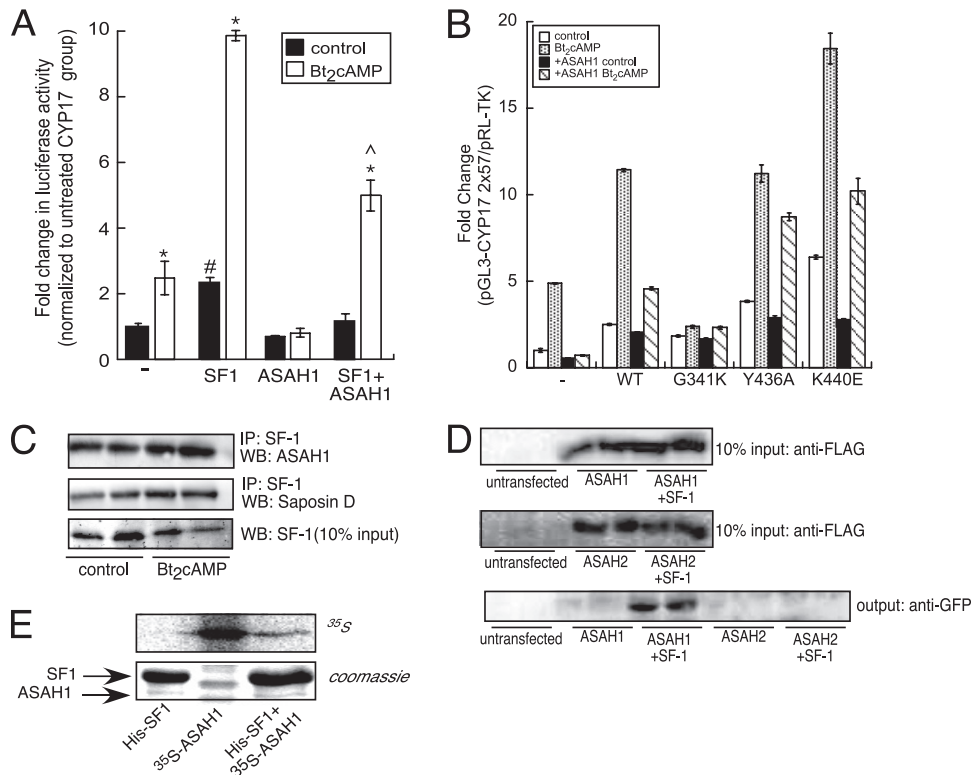 A
Fold change in luciferase activity
(normalized to untreated CYP17 group)
10
8
6
4
2
0
control
Bt2cAMP
*
#
*
^
*
-
SF1
ASAH1
SF1+
ASAH1
B
Fold Change
(pGL3-CYP17 2x57/pRL-TK)
20
15
10
5
0
control
Bt2cAMP
+ASAH1 control
+ASAH1 Bt2cAMP
-
WT
G341K
Y436A
K440E
C
IP: SF-1
WB: ASAH1
IP: SF-1
WB: Saposin D
WB: SF-1(10% input)
control
Bt2cAMP
D
10% input: anti-FLAG
untransfected
ASAH1
ASAH1
+SF-1
10% input: anti-FLAG
untransfected
ASAH2
ASAH2
+SF-1
output: anti-GFP
untransfected
ASAH1
ASAH1
+SF-1
ASAH2
ASAH2
+SF-1
E
35S
SF1
ASAH1
coomassie
His-SF1
35S-ASAH1
His-SF1+
35S-ASAH1